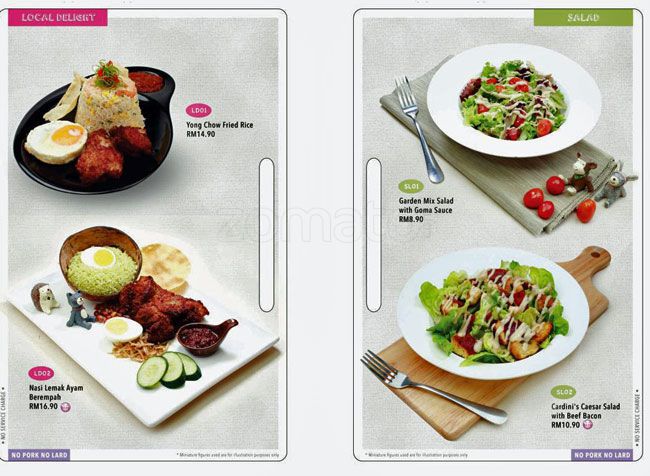 LOCAL DELIGHT
LD01
Yong Chow Fried Rice
RM14.90
zomato
LD02
Nasi Lemak Ayam
Berempah
RM16.90
• NO SERVICE CHARGE •
NO PORK NO LARD
* Miniature figures used are for illustration purposes only
SALAD
SL01
Garden Mix Salad
with Goma Sauce
RM8.90
SL02
Cardini's Caesar Salad
with Beef Bacon
RM10.90
* Miniature figures used are for illustration purposes only
NO PORK NO LARD
• NO SERVICE CHARGE •